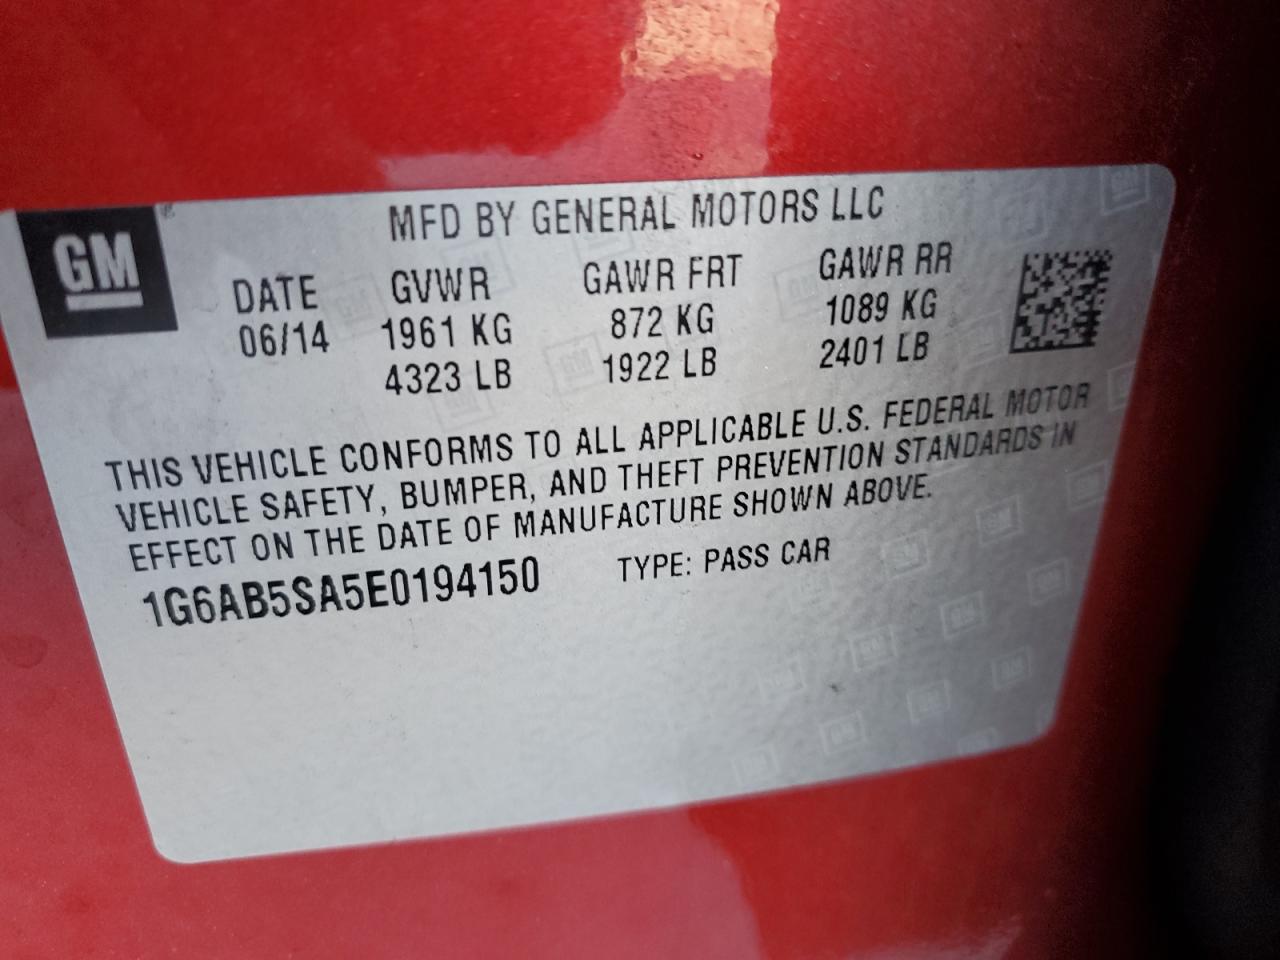 GM
MFD BY GENERAL MOTORS LLC
DATE GVWR GAWR FRT GAWR RR
06/14 1961 KG 872 KG 1089 KG
4323 LB 1922 LB 2401 LB
THIS VEHICLE CONFORMS TO ALL APPLICABLE U.S. FEDERAL MOTOR
VEHICLE SAFETY, BUMPER, AND THEFT PREVENTION STANDARDS IN
EFFECT ON THE DATE OF MANUFACTURE SHOWN ABOVE.
1G6AB5SA5E0194150 TYPE: PASS CAR